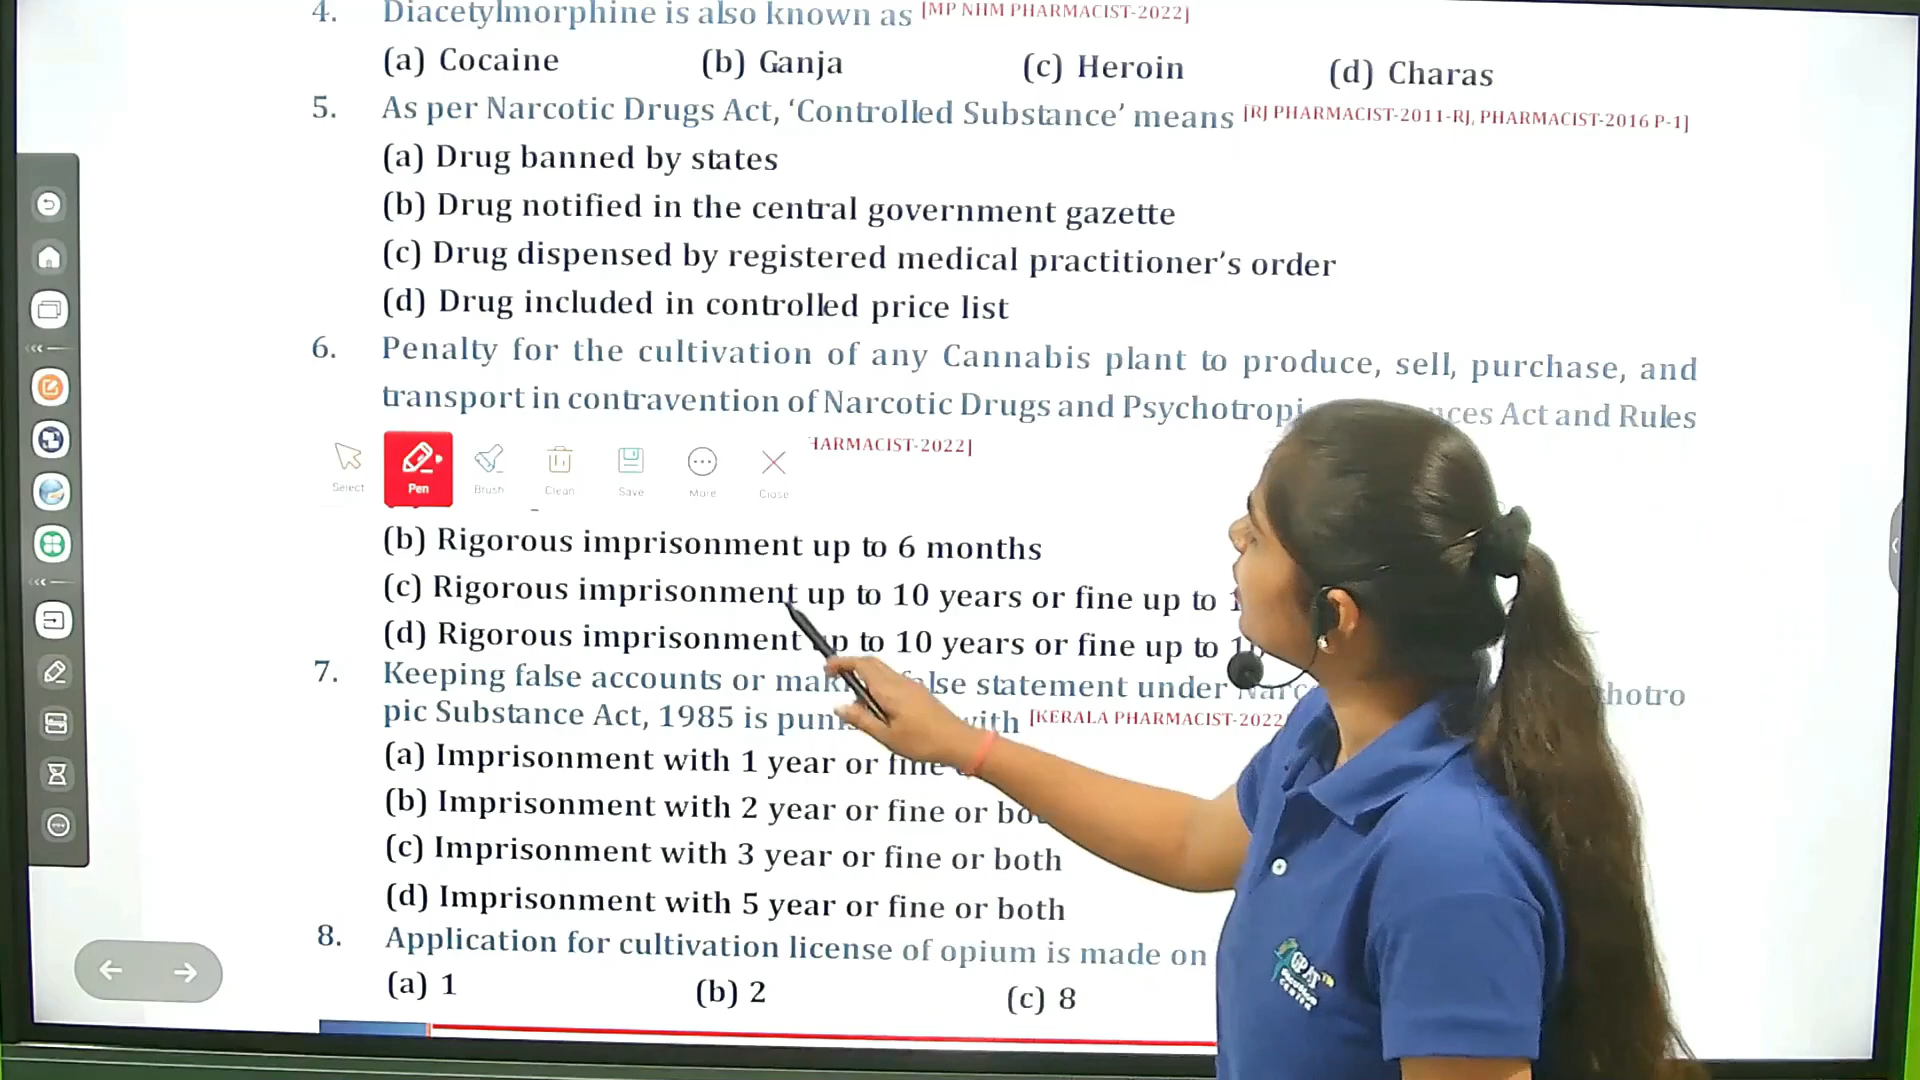 4. Diacetylmorphine is also known as [MP NHM PHARMACIST-2022]
(a) Cocaine (b) Ganja (c) Heroin (d) Charas
5. As per Narcotic Drugs Act, ‘Controlled Substance’ means [RJ PHARMACIST-2011-RJ, PHARMACIST-2016 P-1]
(a) Drug banned by states
(b) Drug notified in the central government gazette
(c) Drug dispensed by registered medical practitioner’s order
(d) Drug included in controlled price list
6. Penalty for the cultivation of any Cannabis plant to produce, sell, purchase, and
transport in contravention of Narcotic Drugs and Psychotropi ces Act and Rules
HARMACIST-2022]
Select Pen Brush Clean Save More Close
(b) Rigorous imprisonment up to 6 months
(c) Rigorous imprisonment up to 10 years or fine up to
(d) Rigorous imprisonment up to 10 years or fine up to
7. Keeping false accounts or making false statement under Narc hotro
pic Substance Act, 1985 is puni with [KERALA PHARMACIST-2022
(a) Imprisonment with 1 year or fine
(b) Imprisonment with 2 year or fine or bo
(c) Imprisonment with 3 year or fine or both
(d) Imprisonment with 5 year or fine or both
8. Application for cultivation license of opium is made on
(a) 1 (b) 2 (c) 8
GPAT
Education
CENTRE